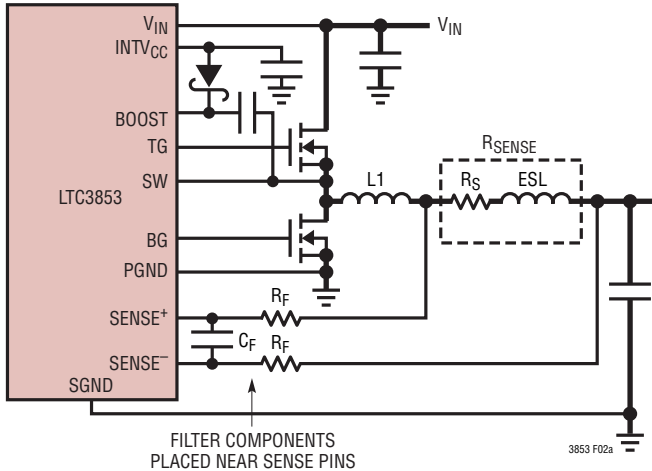 VIN
VIN
INTVCC
BOOST
TG
RSENSE
SW
L1
RS
ESL
LTC3853
BG
PGND
RF
SENSE+
CF
RF
SENSE–
SGND
FILTER COMPONENTS
PLACED NEAR SENSE PINS
3853 F02a